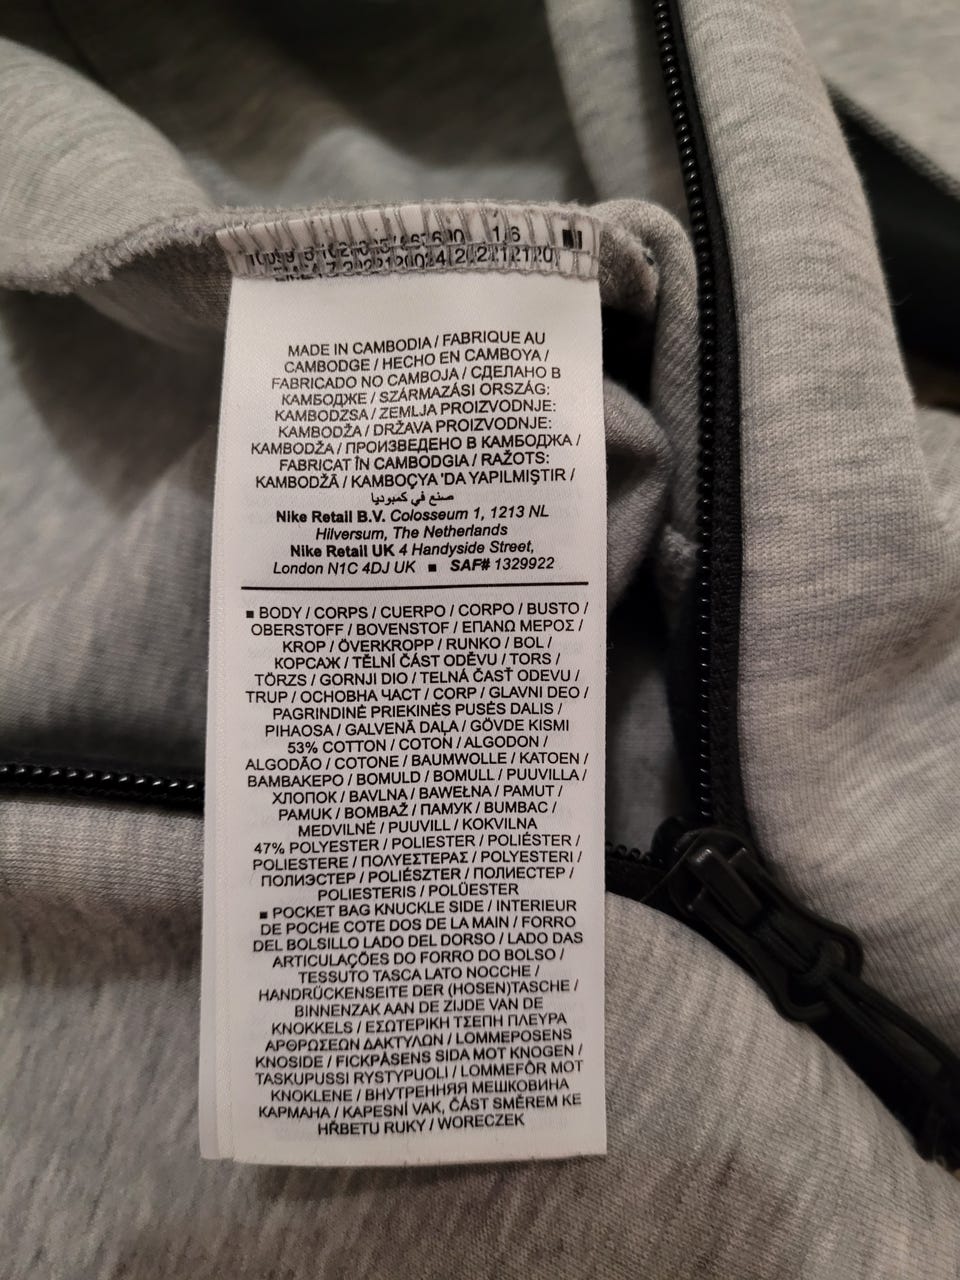 1/6
MADE IN CAMBODIA / FABRIQUE AU
CAMBODGE / HECHO EN CAMBOYA /
FABRICADO NO CAMBOJA / СДЕЛАНО В
КАМБОДЖЕ / SZÁRMAZÁSI ORSZÁG:
KAMBODZSA / ZEMLJA PROIZVODNJE:
KAMBODŽA / DRŽAVA PROIZVODNJE:
KAMBODŽA / ПРОИЗВЕДЕНО В КАМБОДЖА /
FABRICAT ÎN CAMBODGIA / RAŽOTS:
KAMBODŽĀ / KAMBOÇYA 'DA YAPILMIŞTIR /
صنع في كمبوديا
Nike Retail B.V. Colosseum 1, 1213 NL
Hilversum, The Netherlands
Nike Retail UK 4 Handyside Street,
London N1C 4DJ UK ■ SAF# 1329922
■ BODY / CORPS / CUERPO / CORPO / BUSTO /
OBERSTOFF / BOVENSTOF / ΕΠΑΝΩ ΜΕΡΟΣ /
KROP / ÖVERKROPP / RUNKO / BOL /
КОРСАЖ / TĚLNÍ ČÁST ODĚVU / TORS /
TÖRZS / GORNJI DIO / TELNÁ ČASŤ ODEVU /
TRUP / ОСНОВНА ЧАСТ / CORP / GLAVNI DEO /
PAGRINDINĖ PRIEKINĖS PUSĖS DALIS /
PIHAOSA / GALVENĀ DAĻA / GÖVDE KISMI
53% COTTON / COTON / ALGODON /
ALGODÃO / COTONE / BAUMWOLLE / KATOEN /
ΒΑΜΒΑΚΕΡΟ / BOMULD / BOMULL / PUUVILLA /
ХЛОПОК / BAVLNA / BAWEŁNA / PAMUT /
PAMUK / BOMBAŽ / ПАМУК / BUMBAC /
MEDVILNĖ / PUUVILL / KOKVILNA
47% POLYESTER / POLIESTER / POLIÉSTER /
POLIESTERE / ΠΟΛΥΕΣΤΕΡΑΣ / POLYESTERI /
ПОЛИЭСТЕР / POLIÉSZTER / ПОЛИЕСТЕР /
POLIESTERIS / POLÜESTER
■ POCKET BAG KNUCKLE SIDE / INTERIEUR
DE POCHE COTE DOS DE LA MAIN / FORRO
DEL BOLSILLO LADO DEL DORSO / LADO DAS
ARTICULAÇÕES DO FORRO DO BOLSO /
TESSUTO TASCA LATO NOCCHE /
HANDRÜCKENSEITE DER (HOSEN)TASCHE /
BINNENZAK AAN DE ZIJDE VAN DE
KNOKKELS / ΕΣΩΤΕΡΙΚΗ ΤΣΕΠΗ ΠΛΕΥΡΑ
ΑΡΘΡΩΣΕΩΝ ΔΑΚΤΥΛΩΝ / LOMMEPOSENS
KNOSIDE / FICKPÅSENS SIDA MOT KNOGEN /
TASKUPUSSI RYSTYPUOLI / LOMMEFÔR MOT
KNOKLENE / ВНУТРЕННЯЯ МЕШКОВИНА
КАРМАНА / KAPESNÍ VAK, ČÁST SMĚREM KE
HŘBETU RUKY / WORECZEK